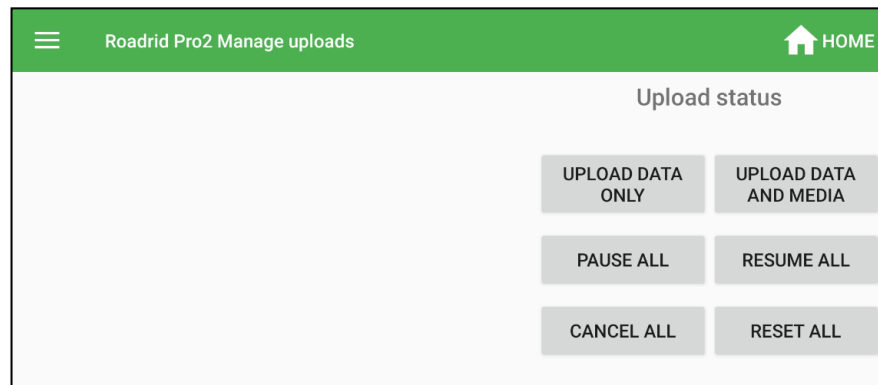 Roadrid Pro2 Manage uploads
HOME
Upload status
UPLOAD DATA
ONLY
UPLOAD DATA
AND MEDIA
PAUSE ALL
RESUME ALL
CANCEL ALL
RESET ALL